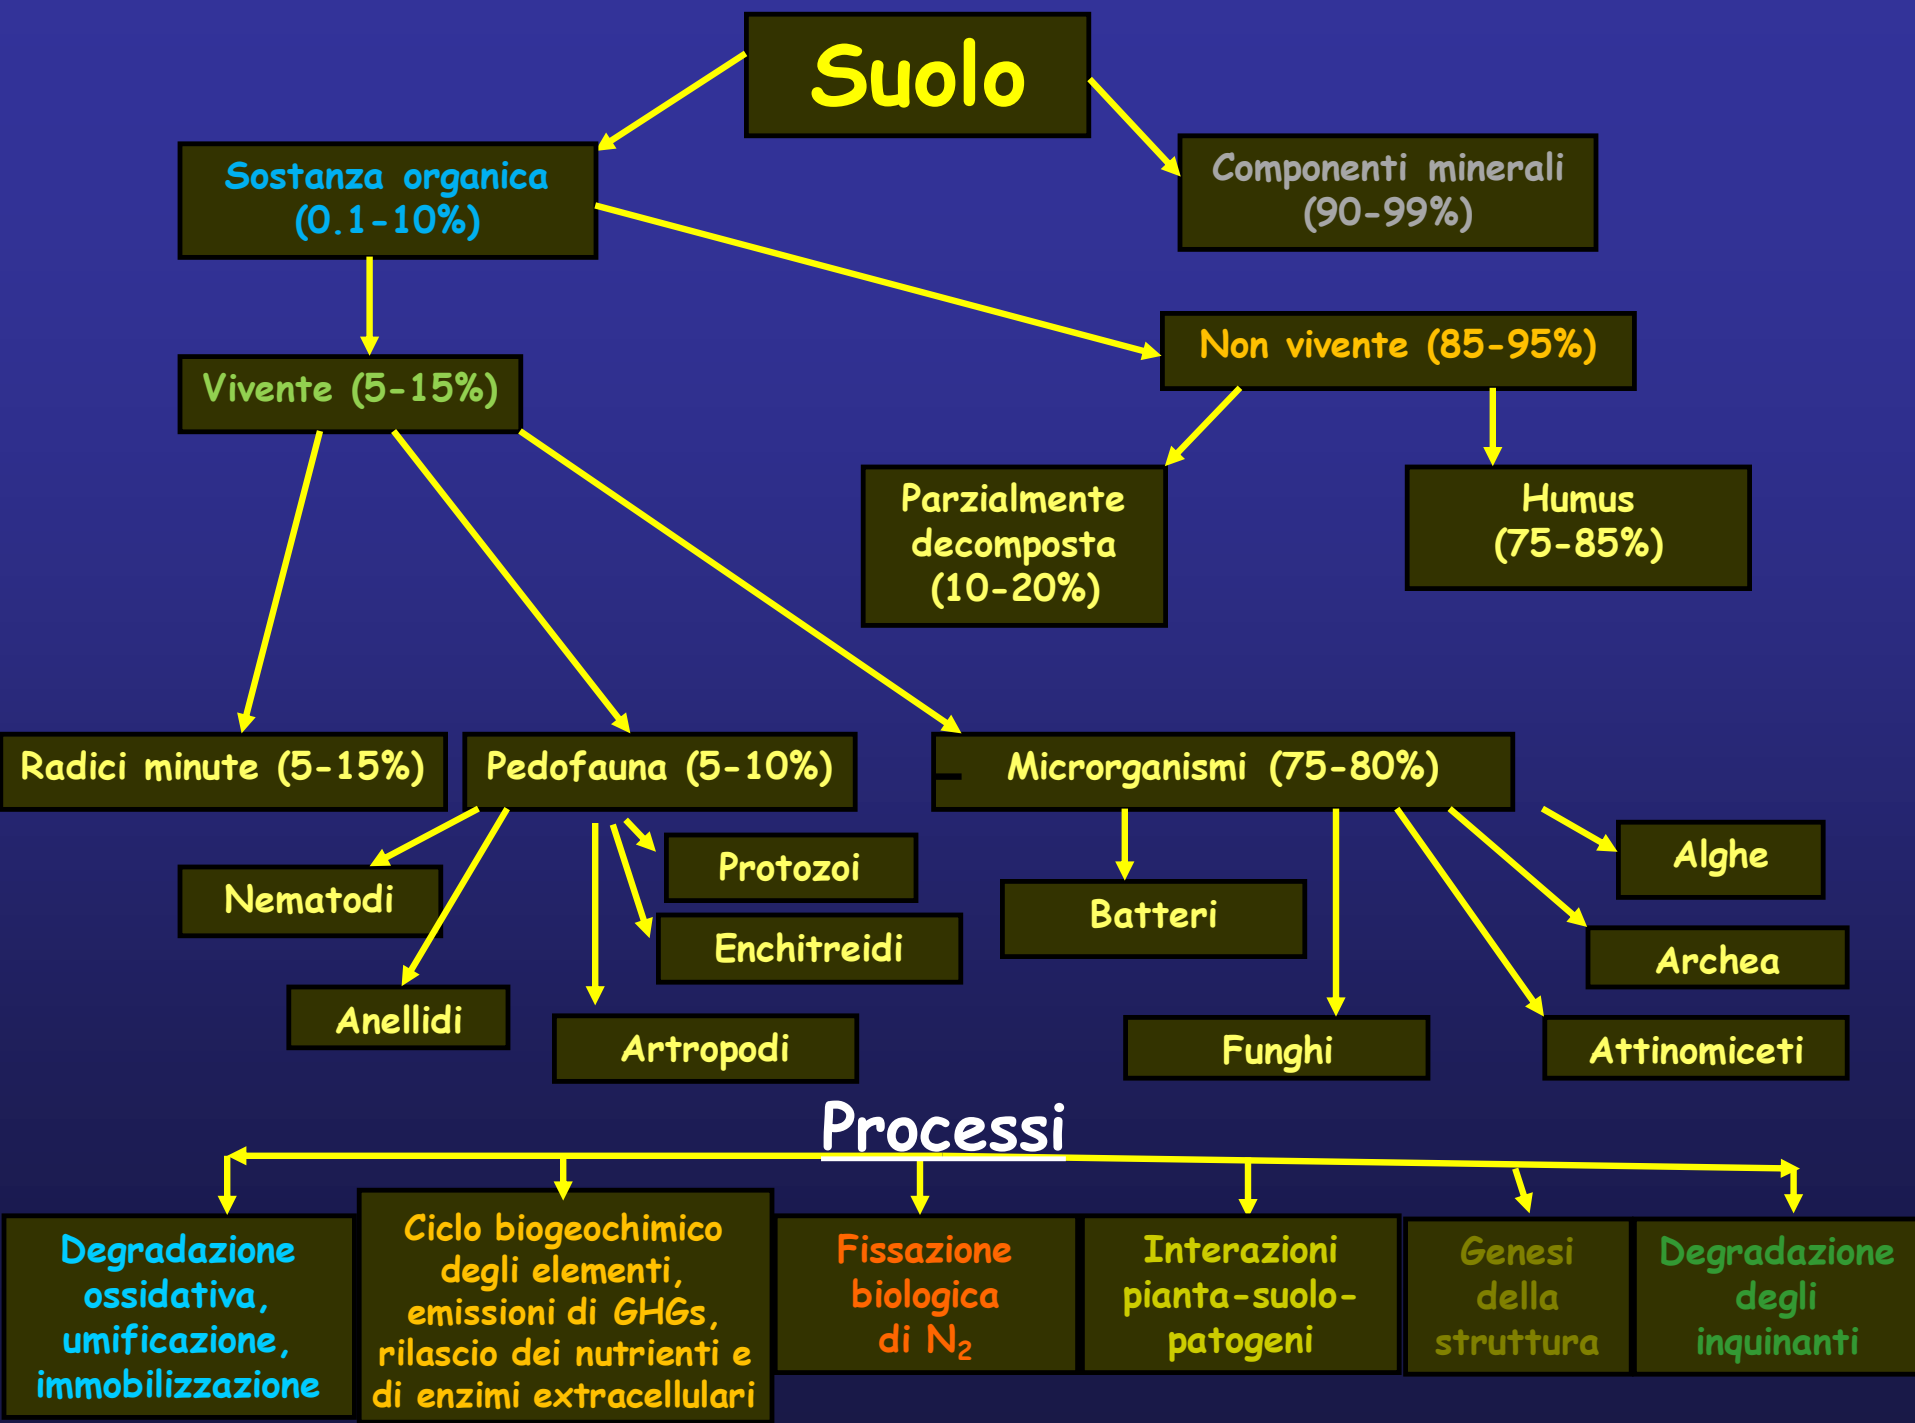 Suolo
Sostanza organica
(0.1-10%)
Componenti minerali
(90-99%)
Non vivente (85-95%)
Vivente (5-15%)
Parzialmente
decomposta
(10-20%)
Humus
(75-85%)
Radici minute (5-15%)
Pedofauna (5-10%)
Microrganismi (75-80%)
Nematodi
Protozoi
Enchitreidi
Anellidi
Artropodi
Batteri
Alghe
Archea
Funghi
Attinomiceti
Processi
Degradazione
ossidativa,
umificazione,
immobilizzazione
Ciclo biogeochimico
degli elementi,
emissioni di GHGs,
rilascio dei nutrienti e
di enzimi extracellulari
Fissazione
biologica
di N₂
Interazioni
pianta-suolo-
patogeni
Genesi
della
struttura
Degradazione
degli
inquinanti